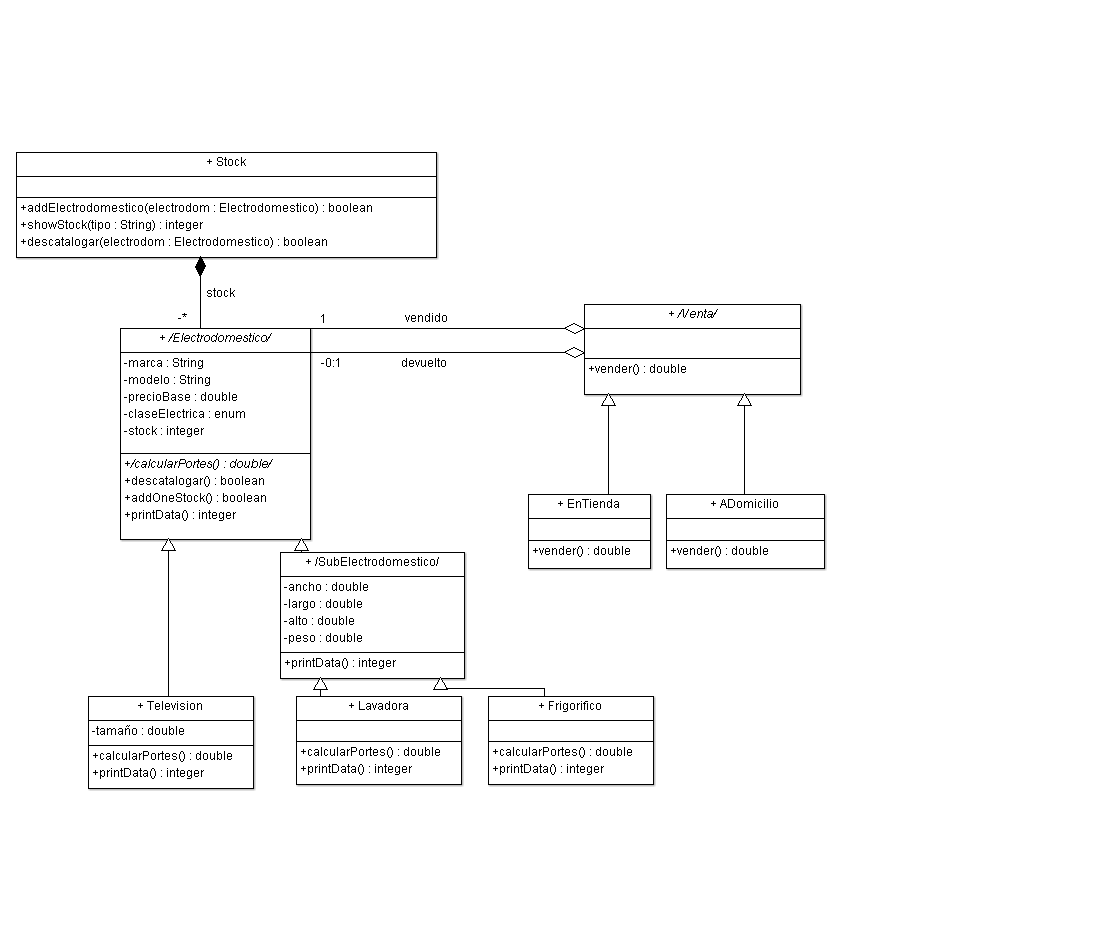 + Stock
+addElectrodomestico(electrodom : Electrodomestico) : boolean
+showStock(tipo : String) : integer
+descatalogar(electrodom : Electrodomestico) : boolean
stock
-*
1
vendido
-0:1
devuelto
+ /Electrodomestico/
-marca : String
-modelo : String
-precioBase : double
-claseElectrica : enum
-stock : integer
+/calcularPortes() : double/
+descatalogar() : boolean
+addOneStock() : boolean
+printData() : integer
+ /Venta/
+vender() : double
+ EnTienda
+vender() : double
+ ADomicilio
+vender() : double
+ /SubElectrodomestico/
-ancho : double
-largo : double
-alto : double
-peso : double
+printData() : integer
+ Television
-tamaño : double
+calcularPortes() : double
+printData() : integer
+ Lavadora
+calcularPortes() : double
+printData() : integer
+ Frigorifico
+calcularPortes() : double
+printData() : integer